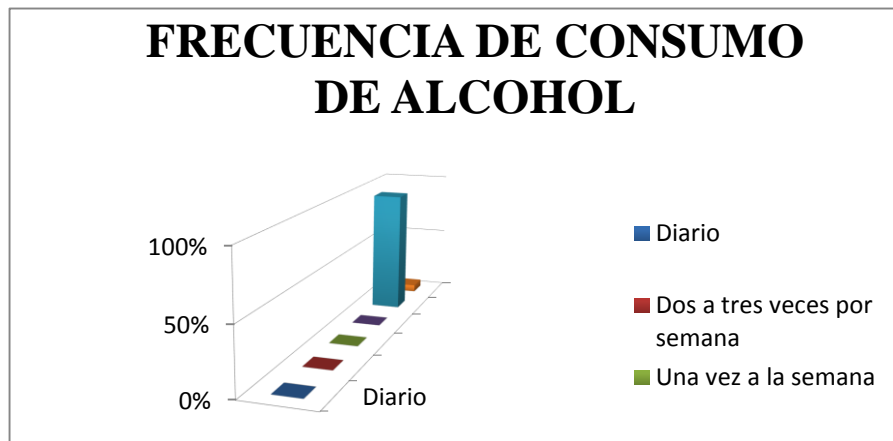 FRECUENCIA DE CONSUMO
DE ALCOHOL
100%
50%
0%
Diario
Diario
Dos a tres veces por
semana
Una vez a la semana